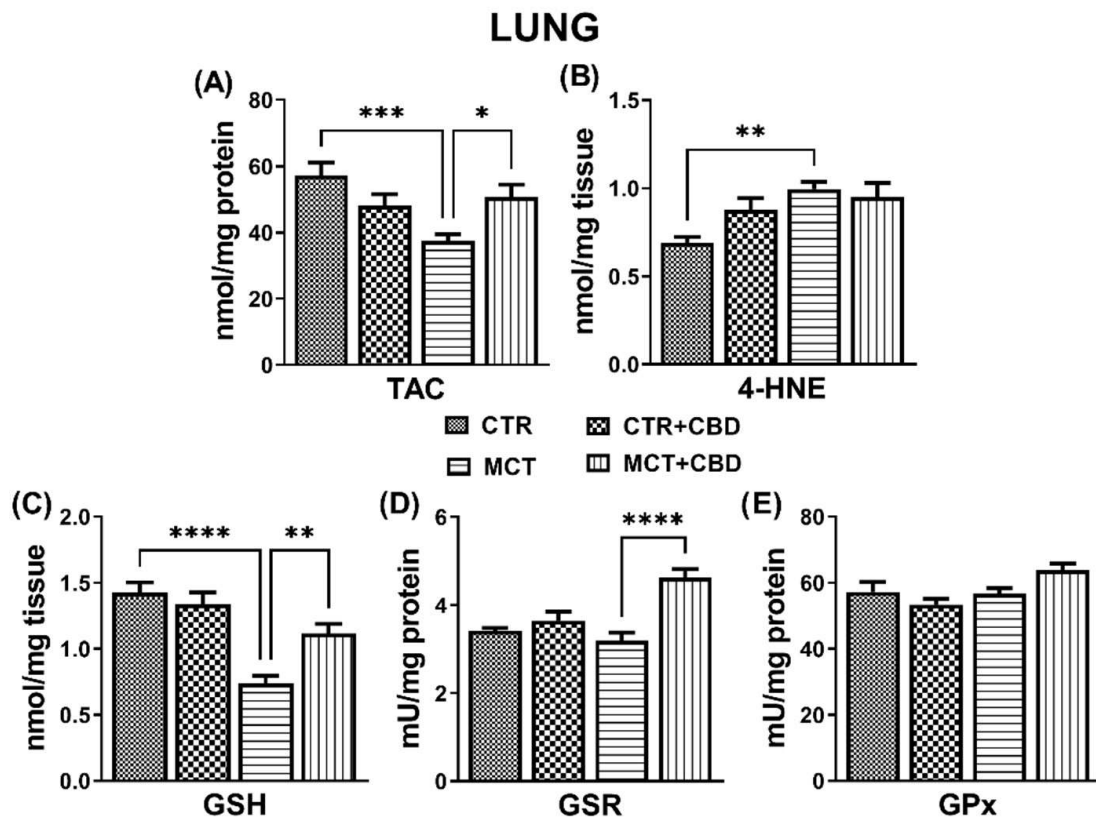 LUNG
(A)
80
60
40
20
0
nmol/mg protein
***
*
TAC
(B)
1.5
1.0
0.5
0.0
nmol/mg tissue
**
4-HNE
CTR
CTR+CBD
MCT
MCT+CBD
(C)
2.0
1.5
1.0
0.5
0.0
nmol/mg tissue
****
**
GSH
(D)
6
4
2
0
mU/mg protein
****
GSR
(E)
80
60
40
20
0
mU/mg protein
GPx